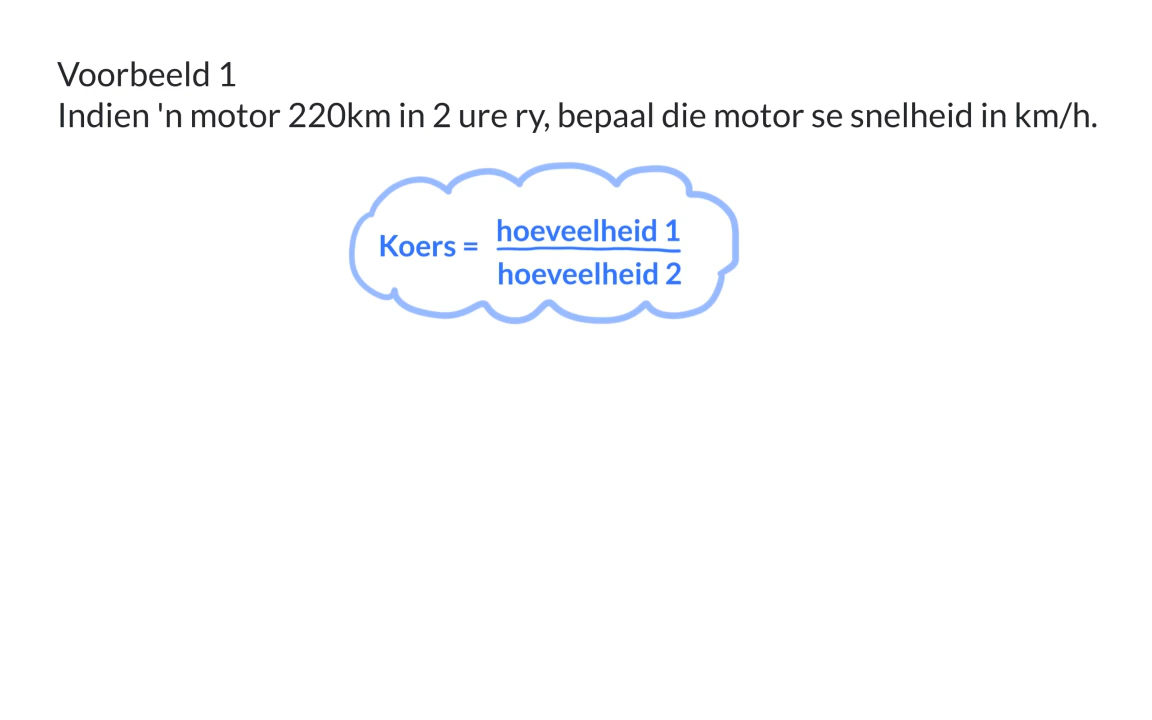 Voorbeeld 1
Indien 'n motor 220km in 2 ure ry, bepaal die motor se snelheid in km/h.
Koers = hoeveelheid 1
hoeveelheid 2